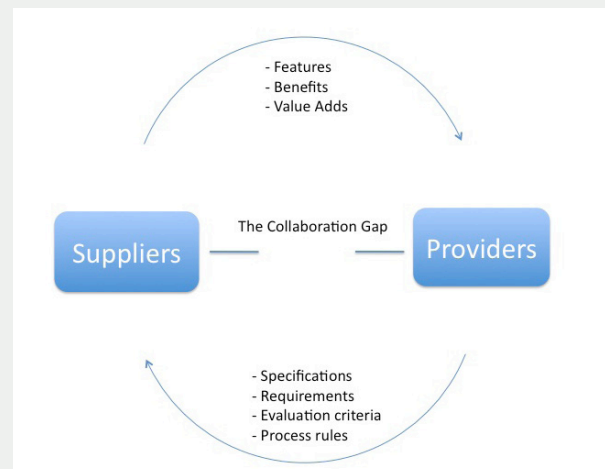 - Features
- Benefits
- Value Adds
The Collaboration Gap
Suppliers
Providers
- Specifications
- Requirements
- Evaluation criteria
- Process rules